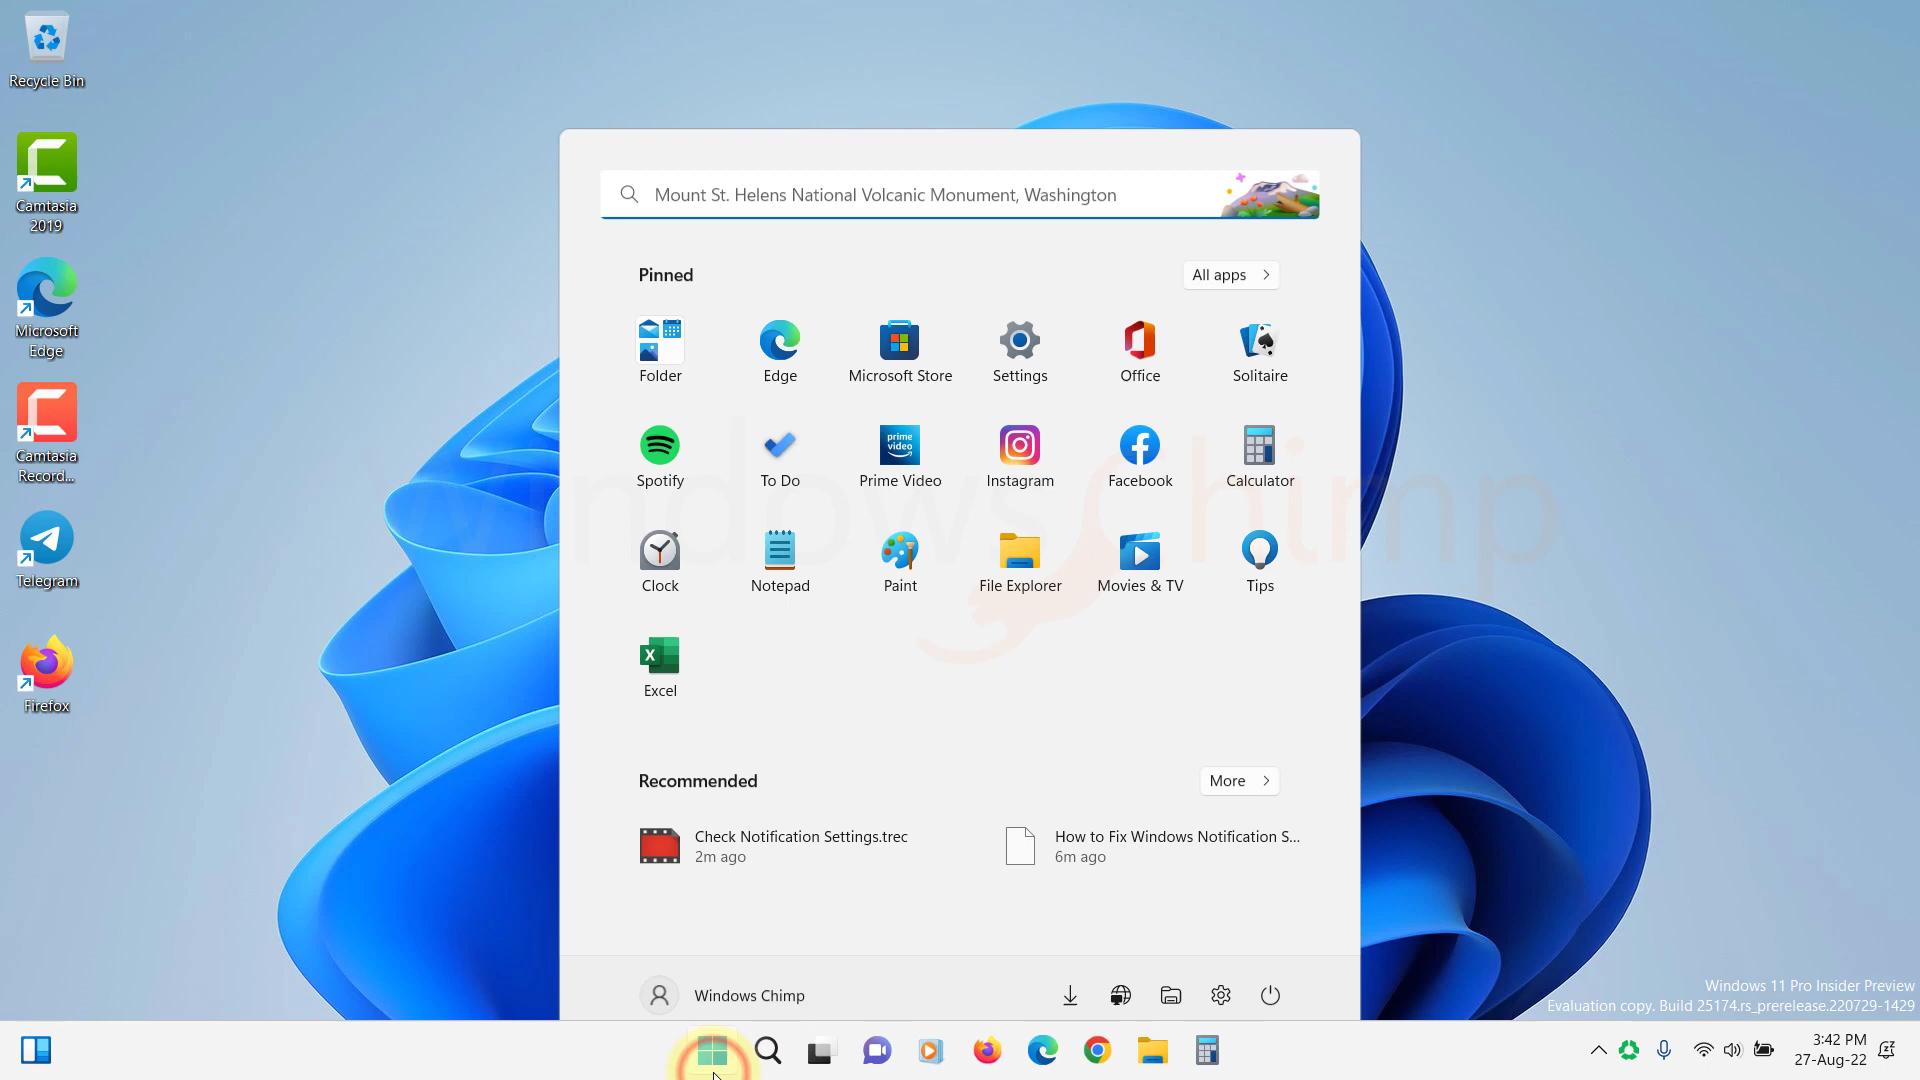 Recycle Bin
Camtasia
2019
Microsoft
Edge
Camtasia
Record...
Telegram
Firefox
Mount St. Helens National Volcanic Monument, Washington
Pinned
All apps
Folder
Edge
Microsoft Store
Settings
Office
Solitaire
Spotify
To Do
prime
video
Prime Video
Instagram
Facebook
Calculator
WindowsChimp
Clock
Notepad
Paint
File Explorer
Movies & TV
Tips
Excel
Recommended
More
Check Notification Settings.trec
2m ago
How to Fix Windows Notification S...
6m ago
Windows Chimp
Windows 11 Pro Insider Preview
Evaluation copy. Build 25174.rs_prerelease.220729-1429
3:42 PM
27-Aug-22